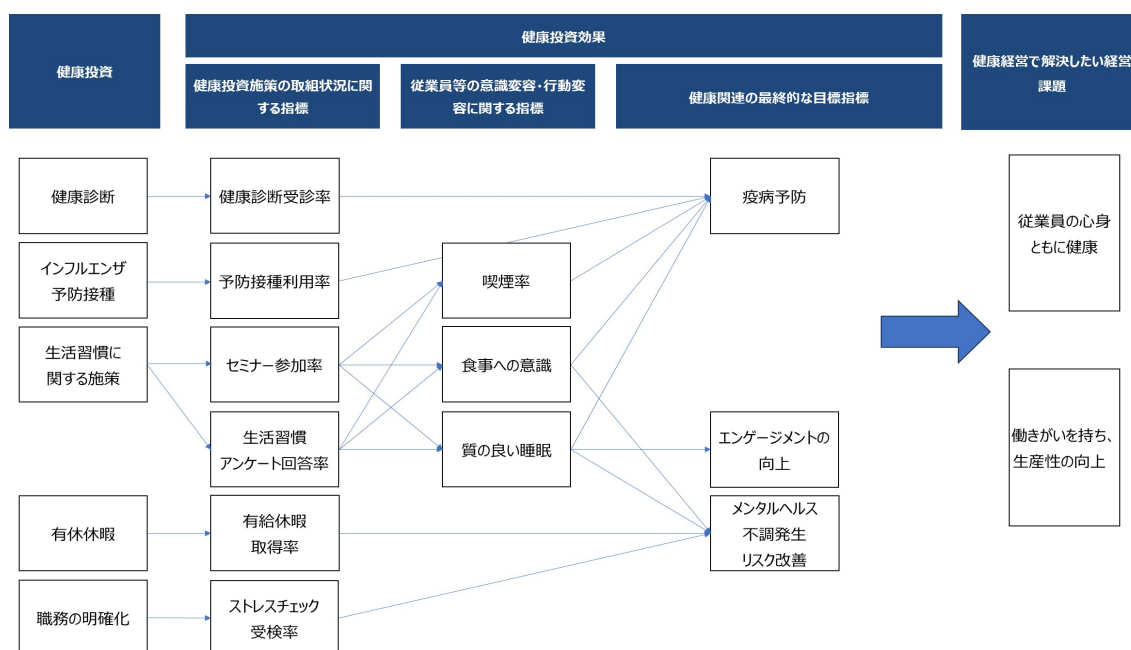 健康投資
健康投資効果
健康経営で解決したい経営
課題
健康投資施策の取組状況に関
する指標
従業員等の意識変容・行動変
容に関する指標
健康関連の最終的な目標指標
健康診断
健康診断受診率
疫病予防
従業員の心身
ともに健康
インフルエンザ
予防接種
予防接種利用率
喫煙率
生活習慣に
関する施策
セミナー参加率
食事への意識
働きがいを持ち、
生産性の向上
生活習慣
アンケート回答率
質の良い睡眠
エンゲージメントの
向上
有休休暇
有給休暇
取得率
メンタルヘルス
不調発生
リスク改善
職務の明確化
ストレスチェック
受検率